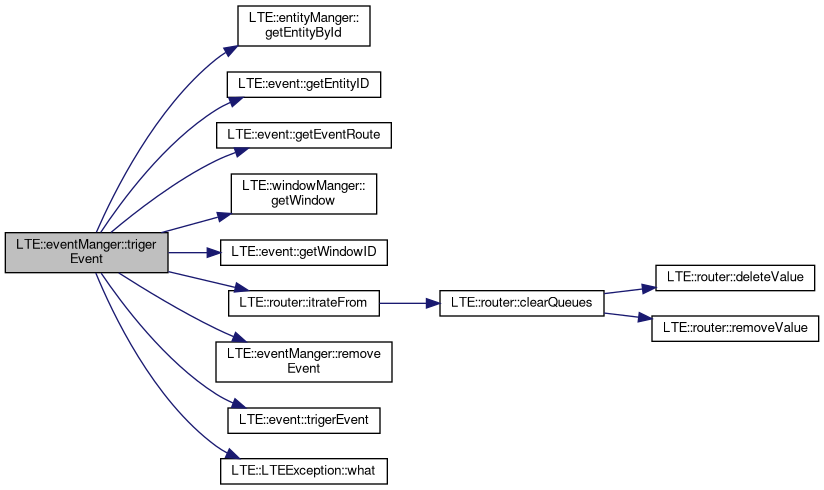 LTE::eventManger::triger
Event
LTE::entityManger::
getEntityById
LTE::event::getEntityID
LTE::event::getEventRoute
LTE::windowManger::
getWindow
LTE::event::getWindowID
LTE::router::itrateFrom
LTE::router::clearQueues
LTE::router::deleteValue
LTE::router::removeValue
LTE::eventManger::remove
Event
LTE::event::trigerEvent
LTE::LTEException::what